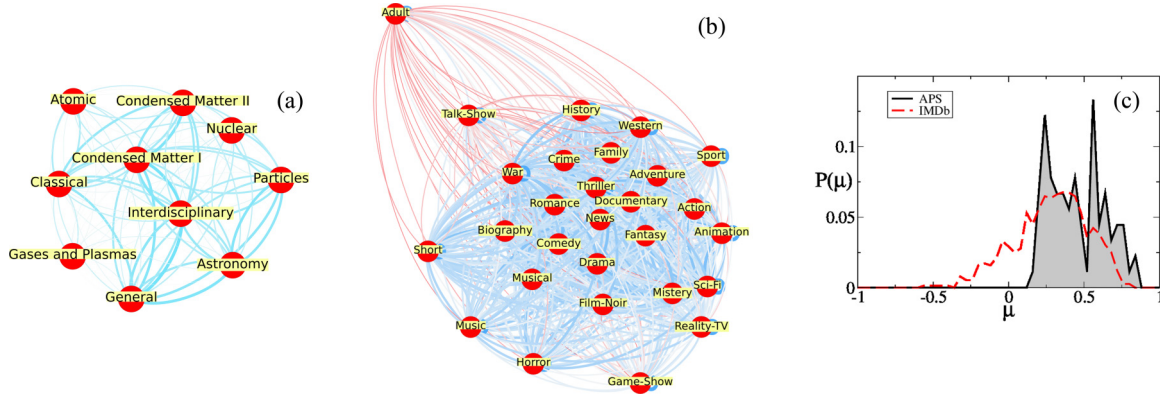 (a)
Atomic
Condensed Matter II
Nuclear
Condensed Matter I
Classical
Particles
Interdisciplinary
Gases and Plasmas
Astronomy
General
(b)
Adult
Talk-Show
History
Western
Crime
Family
Sport
War
Thriller
Adventure
Romance
Documentary
Action
News
Biography
Fantasy
Animation
Short
Comedy
Drama
Musical
Mistery
Sci-Fi
Film-Noir
Music
Reality-TV
Horror
Game-Show
(c)
APS
IMDb
P(μ)
0.1
0.05
0
-1
-0.5
0
0.5
1
μ